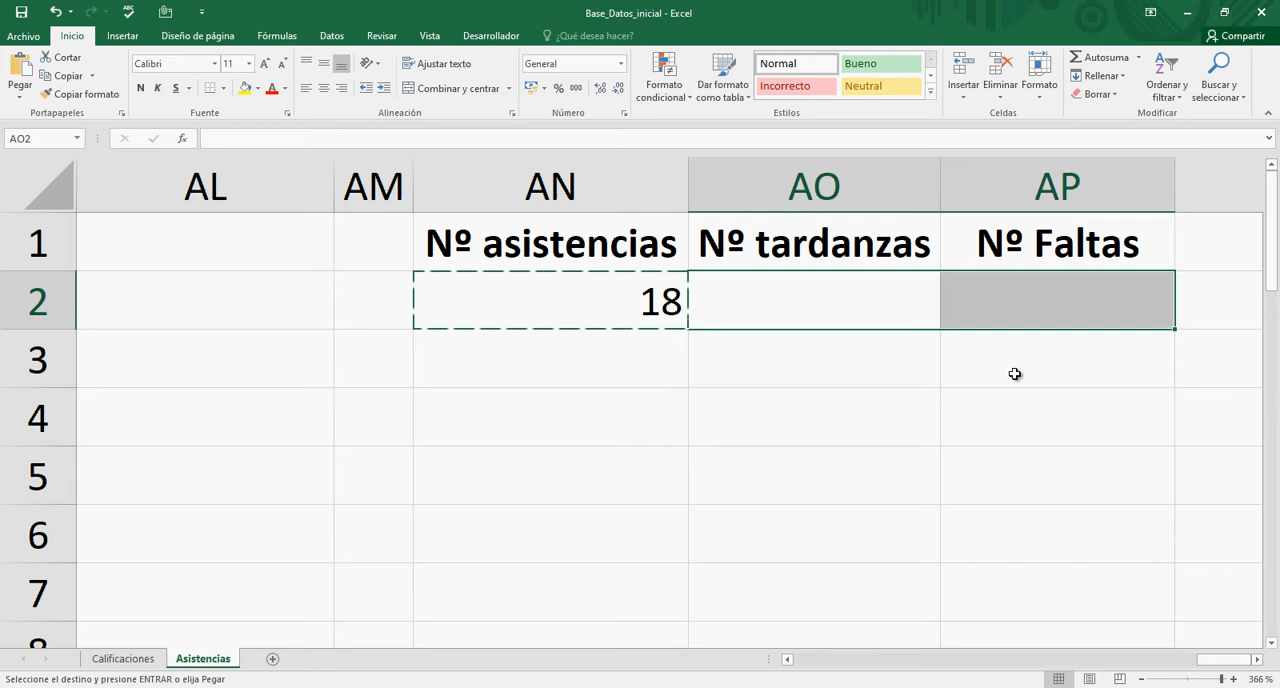 Base_Datos_inicial - Excel
Archivo Inicio Insertar Diseño de página Fórmulas Datos Revisar Vista Desarrollador ¿Qué desea hacer? Compartir
Pegar
Cortar
Copiar
Copiar formato
Portapapeles
Calibri 11
N K S
Fuente
Ajustar texto
Combinar y centrar
Alineación
General
% 000
Número
Formato condicional
Dar formato como tabla
Normal Bueno
Incorrecto Neutral
Estilos
Insertar Eliminar Formato
Celdas
Autosuma
Rellenar
Borrar
Ordenar y filtrar
Buscar y seleccionar
Modificar
AO2 fx
AL AM AN AO AP
1 Nº asistencias Nº tardanzas Nº Faltas
2 18
3
4
5
6
7
8
Calificaciones Asistencias
Seleccione el destino y presione ENTRAR o elija Pegar 366 %